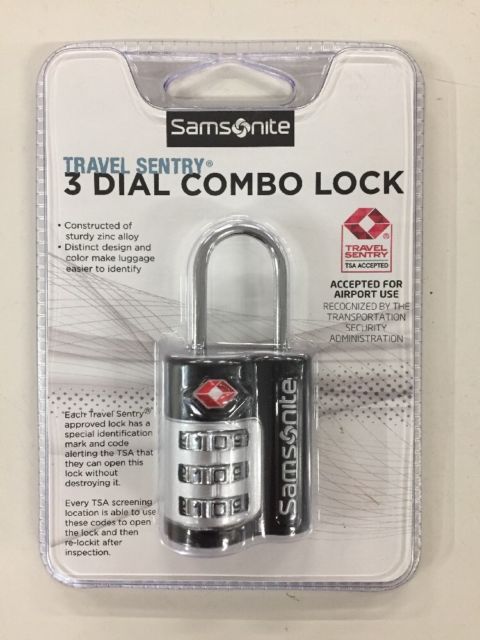 Samsonite
TRAVEL SENTRY®
3 DIAL COMBO LOCK
• Constructed of
sturdy zinc alloy
• Distinct design and
color make luggage
easier to identify
®
TRAVEL
SENTRY
TSA ACCEPTED
ACCEPTED FOR
AIRPORT USE
RECOGNIZED BY THE
TRANSPORTATION
SECURITY
ADMINISTRATION
Each Travel Sentry®
approved lock has a
special identification
mark and code
alerting the TSA that
they can open this
lock without
destroying it.
Every TSA screening
location is able to use
these codes to open
the lock and then
re-lockit after
inspection.
Samsonite
109
109
109